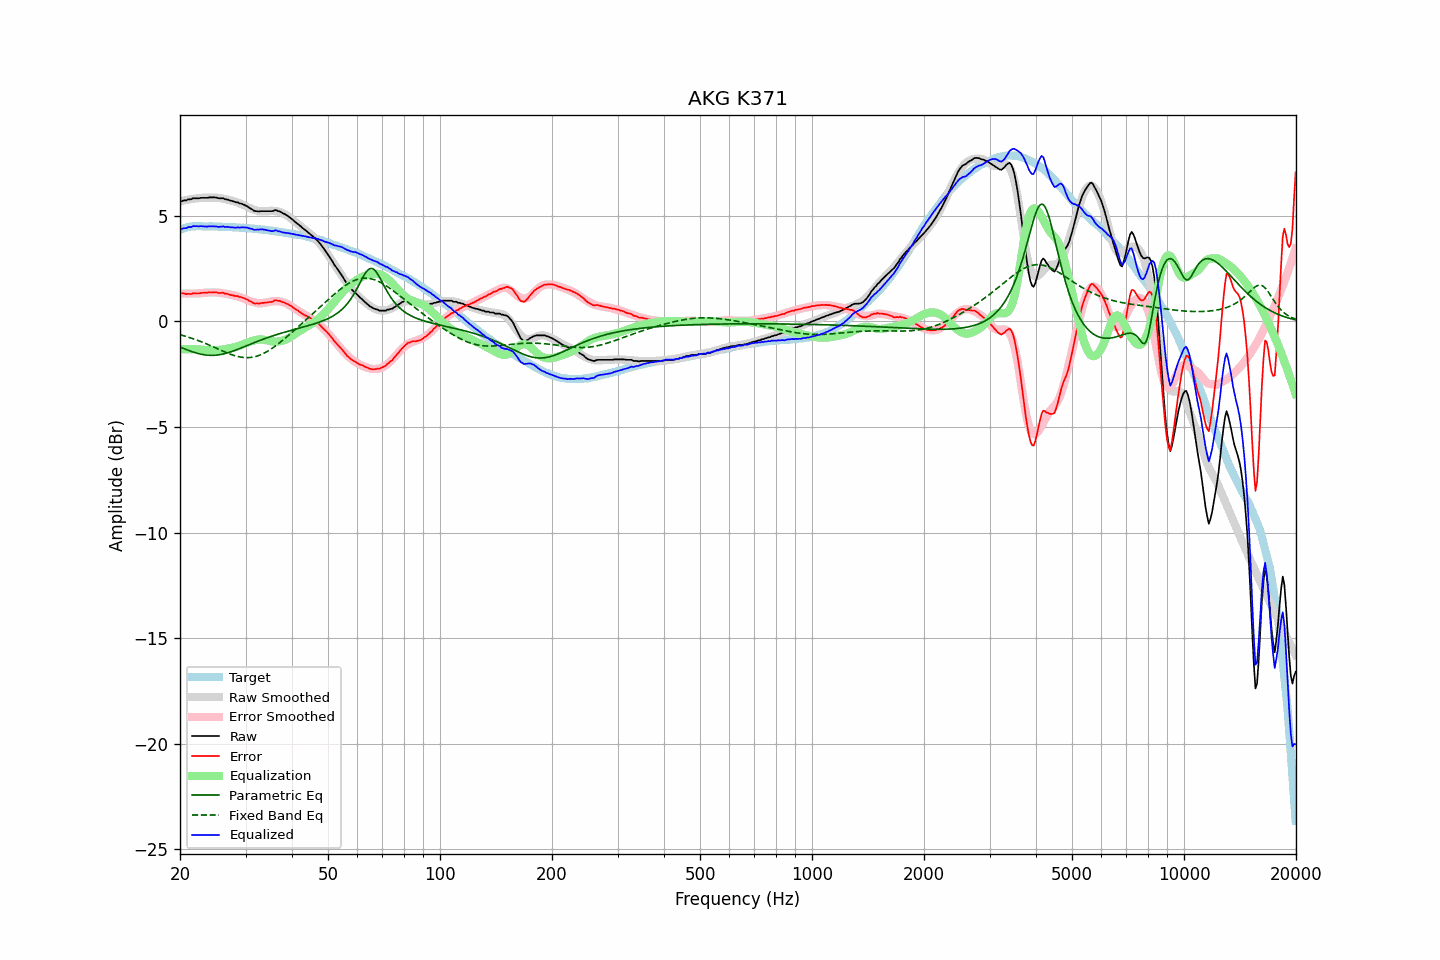 AKG K371
Amplitude (dBr)
5
0
−5
−10
−15
−20
−25
Target
Raw Smoothed
Error Smoothed
Raw
Error
Equalization
Parametric Eq
Fixed Band Eq
Equalized
20 50 100 200 500 1000 2000 5000 10000 20000
Frequency (Hz)